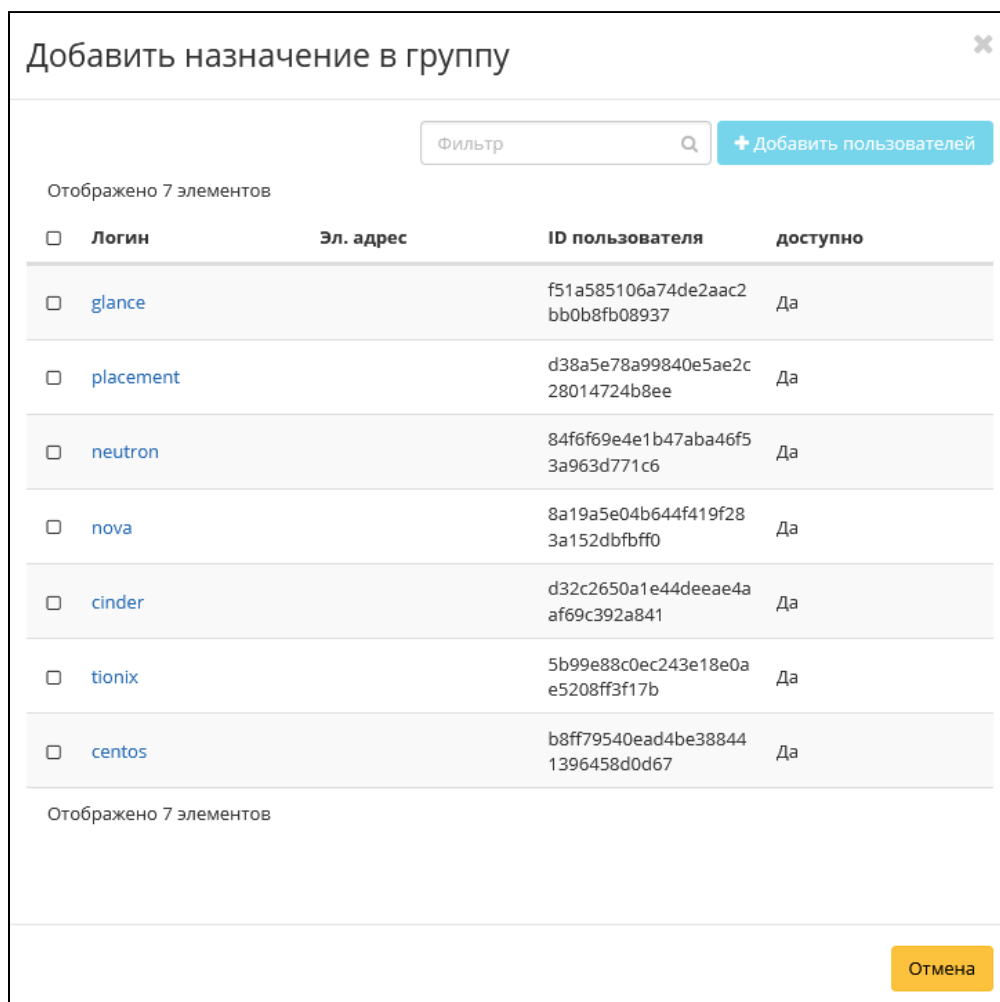 Добавить назначение в группу
Фильтр
Добавить пользователей
Отображено 7 элементов
Логин Эл. адрес ID пользователя доступно
glance f51a585106a74de2aac2 Да
bb0b8fb08937
placement d38a5e78a99840e5ae2c Да
28014724b8ee
neutron 84f6f69e4e1b47aba46f5 Да
3a963d771c6
nova 8a19a5e04b644f419f28 Да
3a152dbfbff0
cinder d32c2650a1e44deeae4a Да
af69c392a841
tionix 5b99e88c0ec243e18e0a Да
e5208ff3f17b
centos b8ff79540ead4be38844 Да
1396458d0d67
Отображено 7 элементов
Отмена